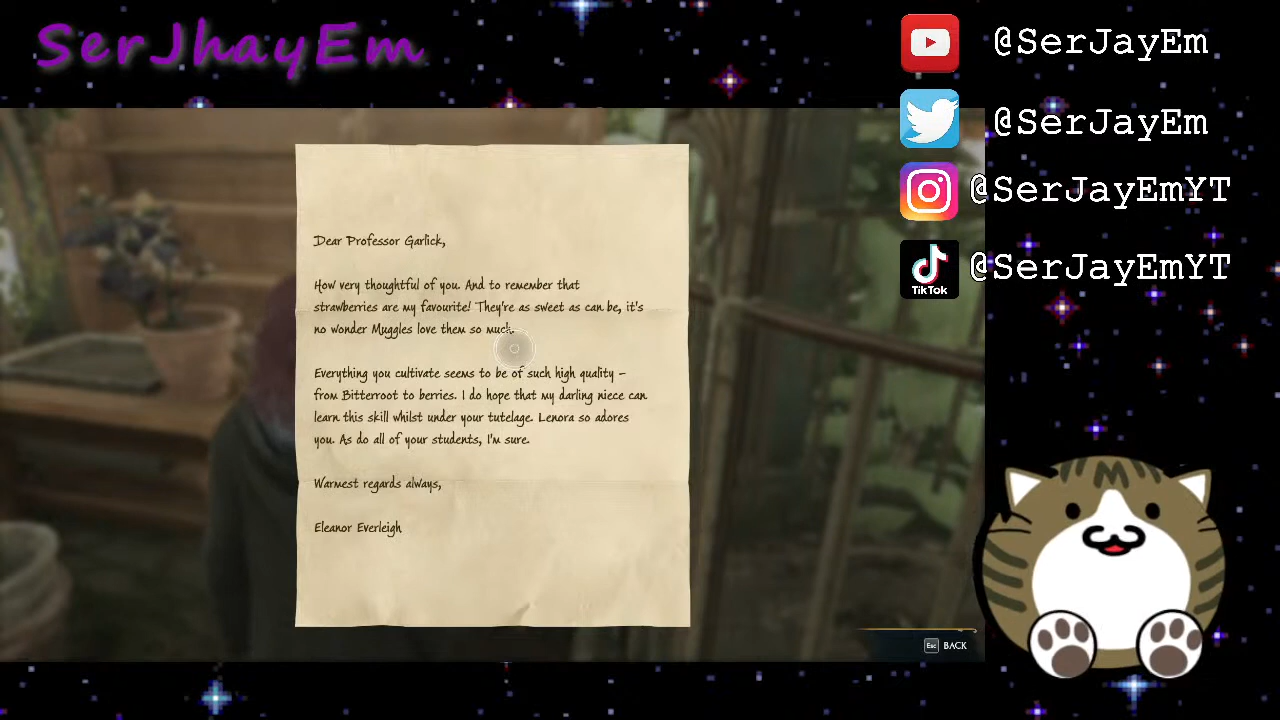 SerJhayEm
@SerJayEm
@SerJayEm
@SerJayEmYT
TikTok
@SerJayEmYT
Dear Professor Garlick,
How very thoughtful of you. And to remember that
strawberries are my favourite! They're as sweet as can be, it's
no wonder Muggles love them so much.
Everything you cultivate seems to be of such high quality –
from Bitterroot to berries. I do hope that my darling niece can
learn this skill whilst under your tutelage. Lenora so adores
you. As do all of your students, I'm sure.
Warmest regards always,
Eleanor Everleigh
Esc BACK